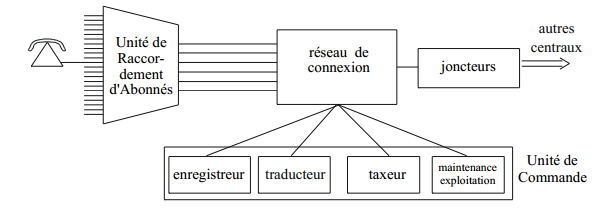 Unité de
Raccor-
dement
d'Abonnés
réseau de
connexion
joncteurs
autres
centraux
enregistreur
traducteur
taxeur
maintenance
exploitation
Unité de
Commande